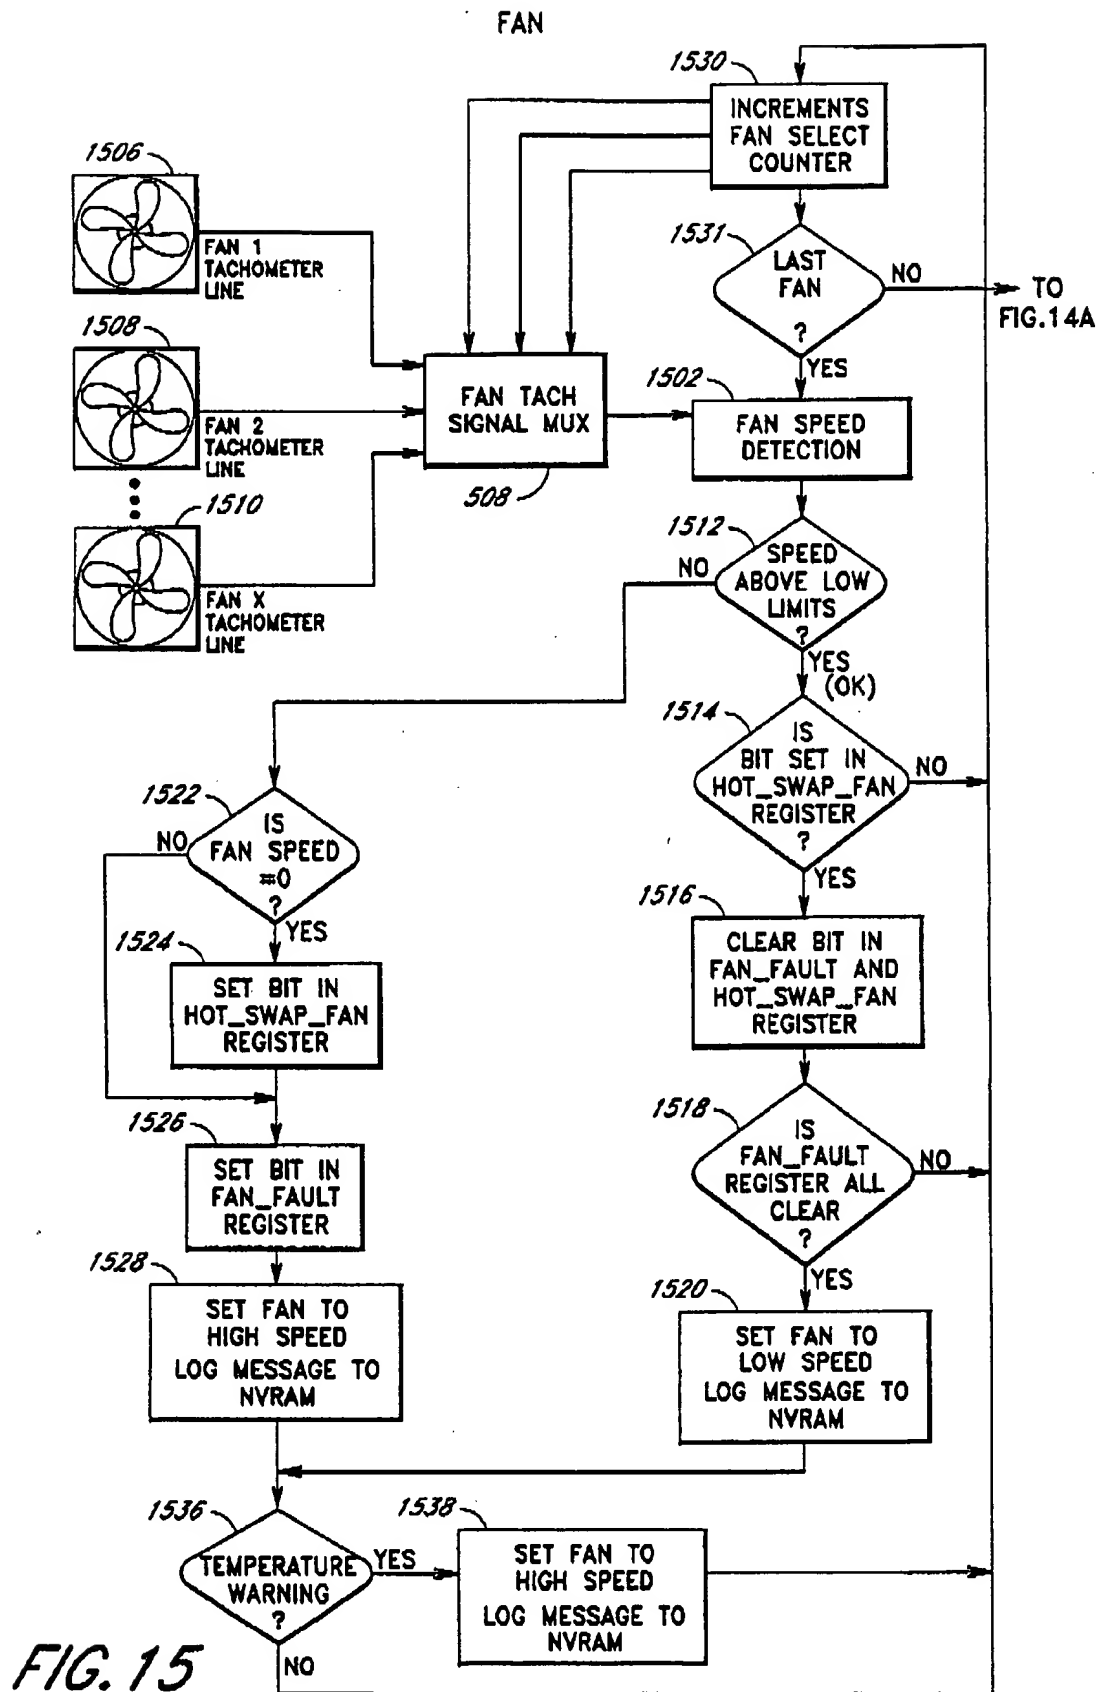 FAN
1530
INCREMENTS
FAN SELECT
COUNTER
1506
FAN 1
TACHOMETER
LINE
1531
LAST
FAN
?
NO
TO
FIG.14A
YES
1508
FAN 2
TACHOMETER
LINE
FAN TACH
SIGNAL MUX
508
1502
FAN SPEED
DETECTION
1510
FAN X
TACHOMETER
LINE
1512
SPEED
ABOVE LOW
LIMITS
?
NO
YES
(OK)
1514
IS
BIT SET IN
HOT_SWAP_FAN
REGISTER
?
NO
YES
1522
IS
FAN SPEED
=0
?
NO
YES
1516
CLEAR BIT IN
FAN_FAULT AND
HOT_SWAP_FAN
REGISTER
1524
SET BIT IN
HOT_SWAP_FAN
REGISTER
1518
IS
FAN_FAULT
REGISTER ALL
CLEAR
?
NO
YES
1526
SET BIT IN
FAN_FAULT
REGISTER
1528
SET FAN TO
HIGH SPEED
LOG MESSAGE TO
NVRAM
1520
SET FAN TO
LOW SPEED
LOG MESSAGE TO
NVRAM
1536
TEMPERATURE
WARNING
?
YES
NO
1538
SET FAN TO
HIGH SPEED
LOG MESSAGE TO
NVRAM
FIG. 15